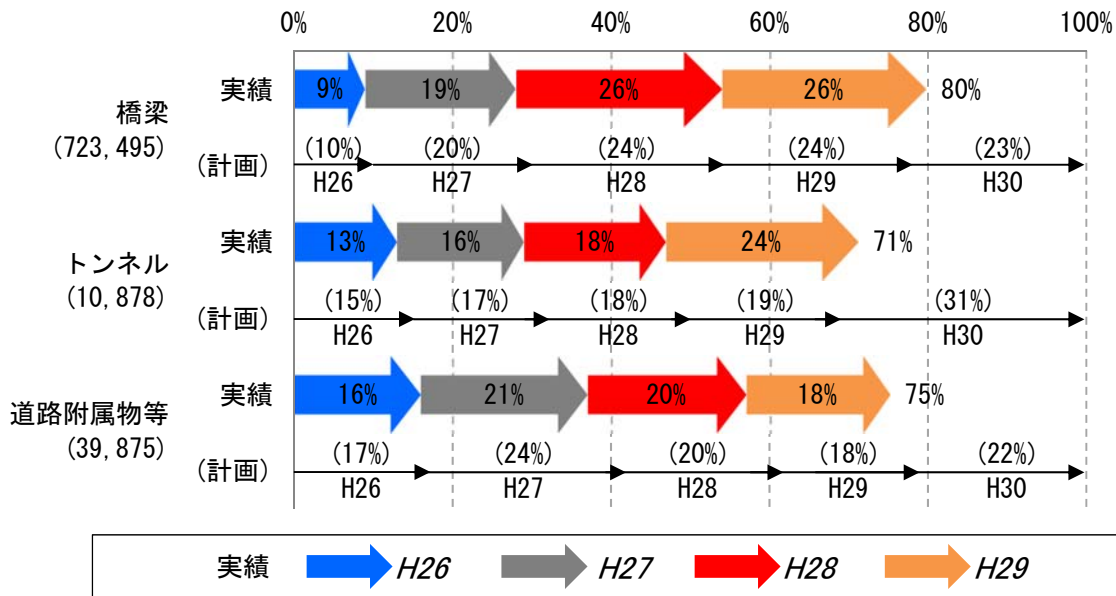 0% 20% 40% 60% 80% 100%
橋梁
(723,495)
実績 9% 19% 26% 26% 80%
(計画) (10%) (20%) (24%) (24%) (23%)
H26 H27 H28 H29 H30
トンネル
(10,878)
実績 13% 16% 18% 24% 71%
(計画) (15%) (17%) (18%) (19%) (31%)
H26 H27 H28 H29 H30
道路附属物等
(39,875)
実績 16% 21% 20% 18% 75%
(計画) (17%) (24%) (20%) (18%) (22%)
H26 H27 H28 H29 H30
実績 H26 H27 H28 H29